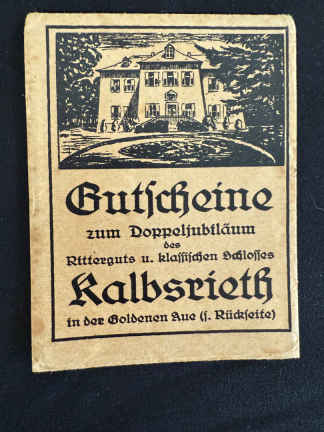 Gutscheine
zum Doppeljubiläum
des
Ritterguts u. klassischen Schlosses
Kalbsrieth
in der Goldenen Aue (s. Rückseite)